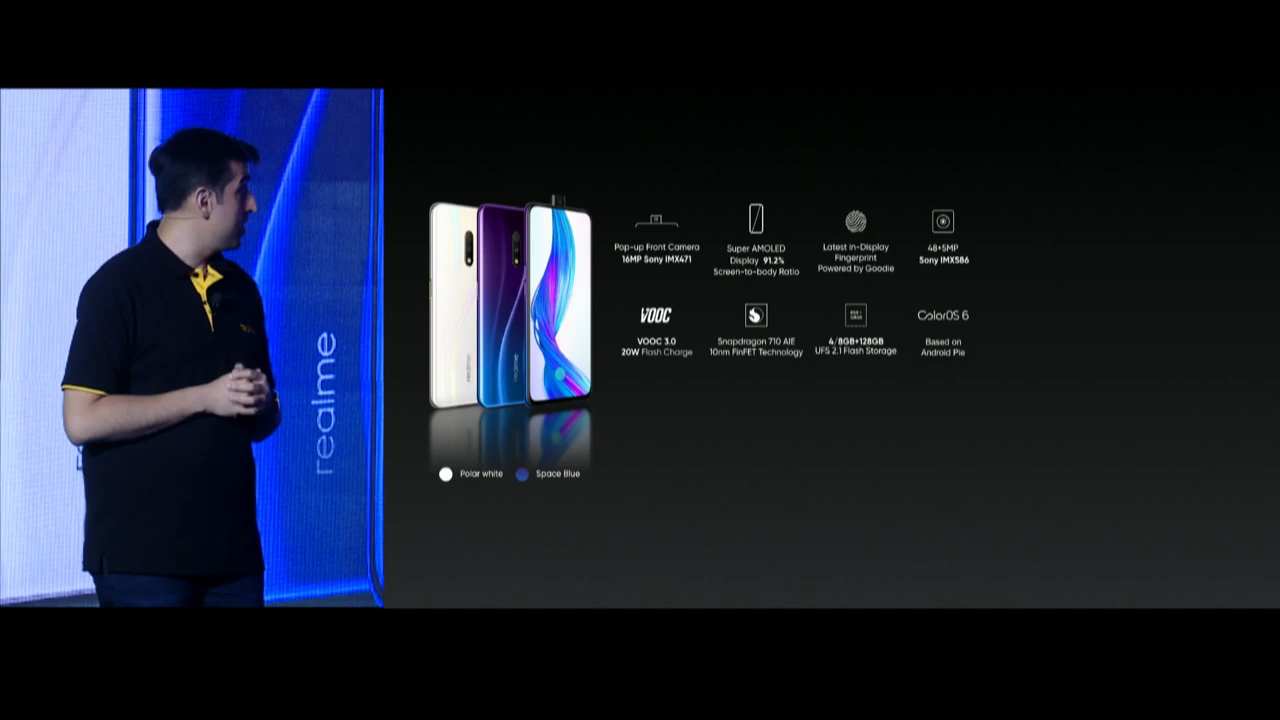 realme
Pop-up Front Camera
16MP Sony IMX471
Super AMOLED
Display 91.2%
Screen-to-body Ratio
Latest in-Display
Fingerprint
Powered by Goodie
48+5MP
Sony IMX586
VOOC
VOOC 3.0
20W Flash Charge
Snapdragon 710 AIE
10nm FinFET Technology
4/8GB+128GB
UFS 2.1 Flash Storage
ColorOS 6
Based on
Android Pie
realme
realme
Polar white
Space Blue